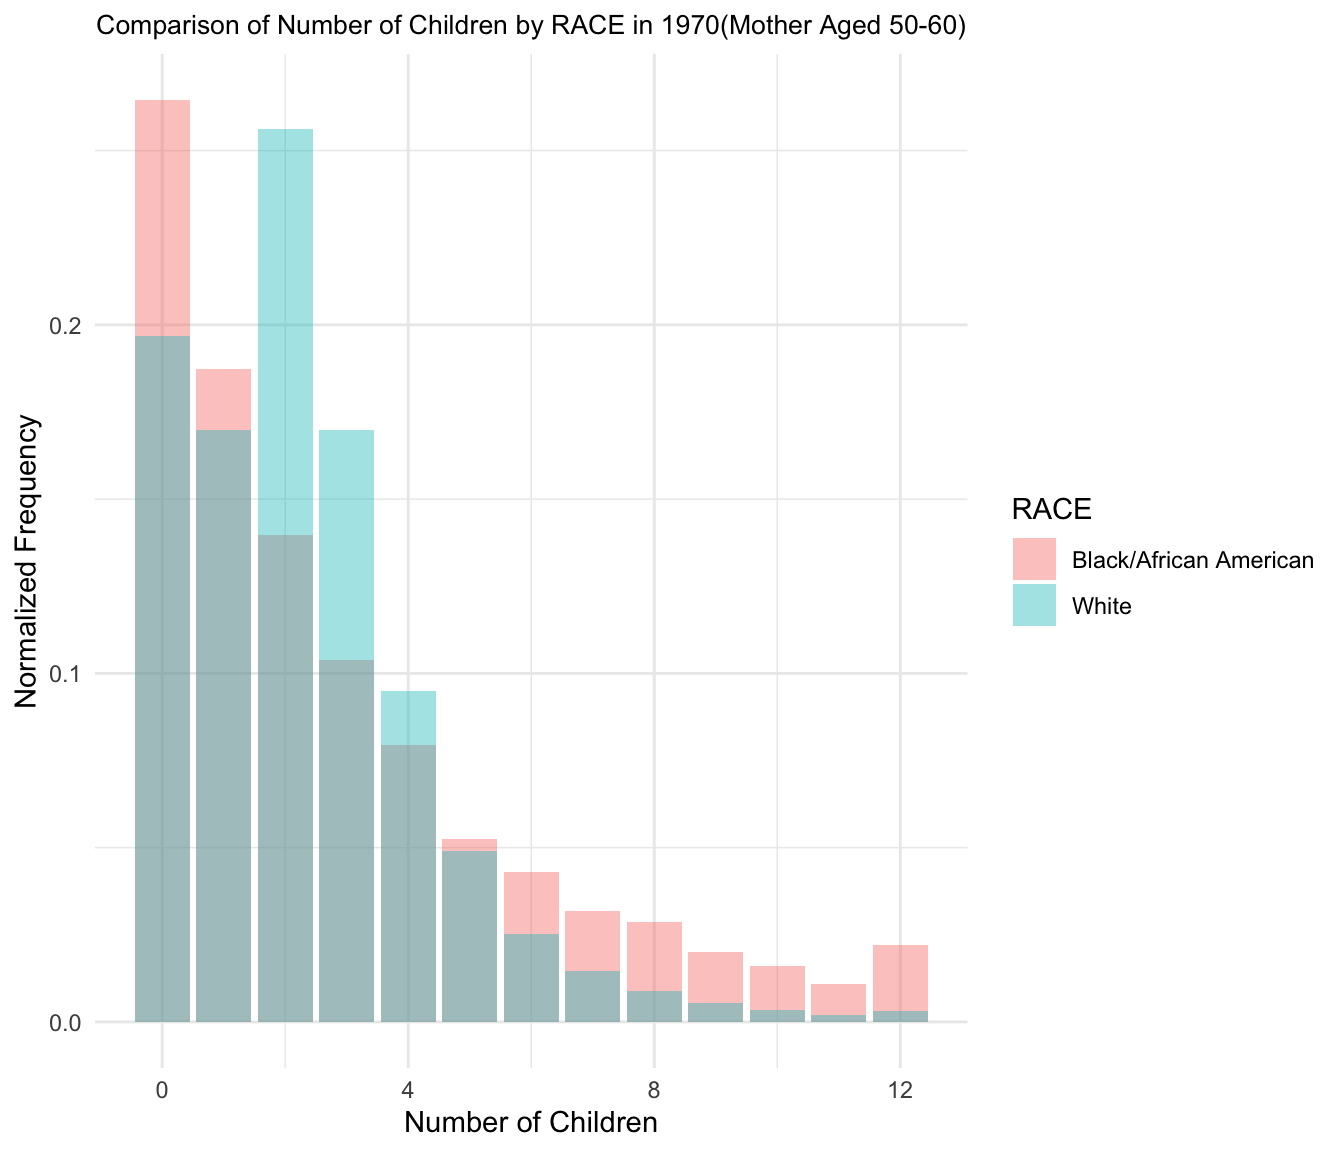 Comparison of Number of Children by RACE in 1970(Mother Aged 50-60)
Normalized Frequency
0.2
0.1
0.0
0
4
8
12
Number of Children
RACE
Black/African American
White